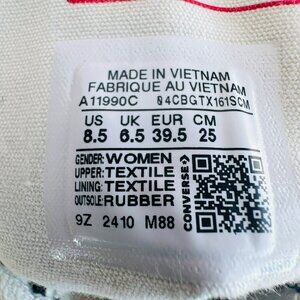 MADE IN VIETNAM
FABRIQUE AU VIETNAM
A11990C 04CBGTX161SCM
US UK EUR CM
8.5 6.5 39.5 25
GENDER: WOMEN
UPPER: TEXTILE
LINING: TEXTILE
OUTSOLE: RUBBER
CONVERSE
9Z 2410 M88